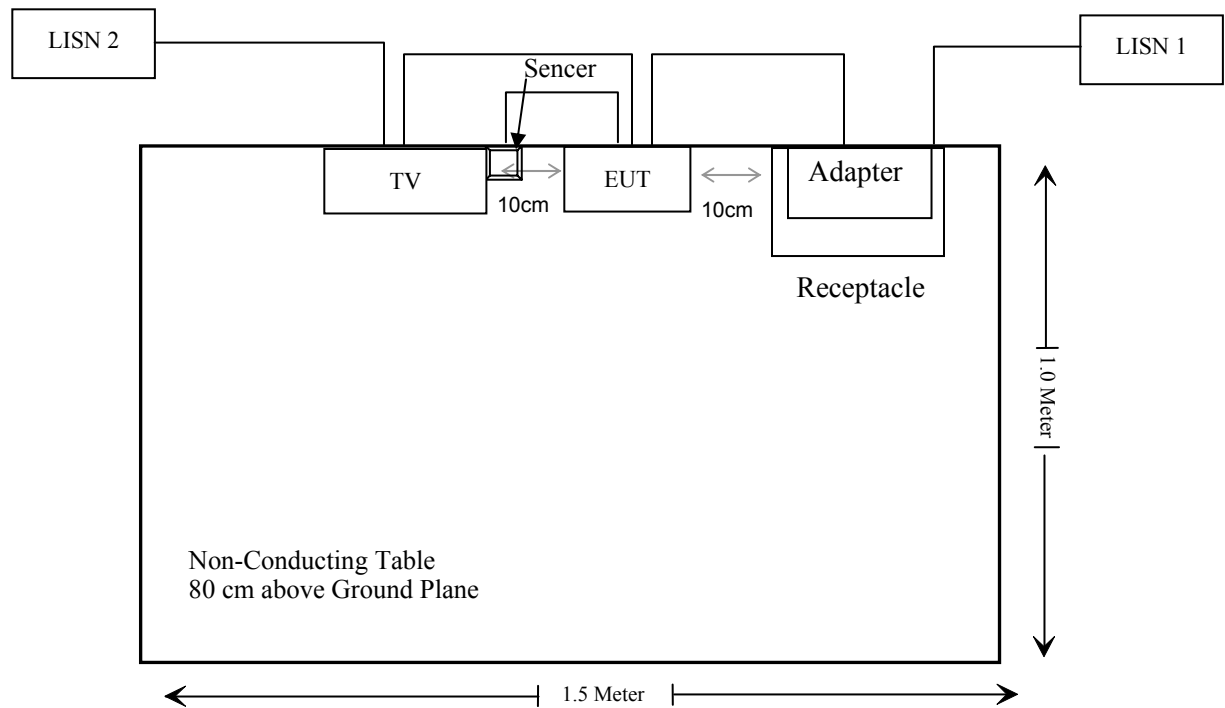 LISN 2
LISN 1
Sencer
TV
EUT
Adapter
10cm
10cm
Receptacle
1.0 Meter
Non-Conducting Table
80 cm above Ground Plane
1.5 Meter